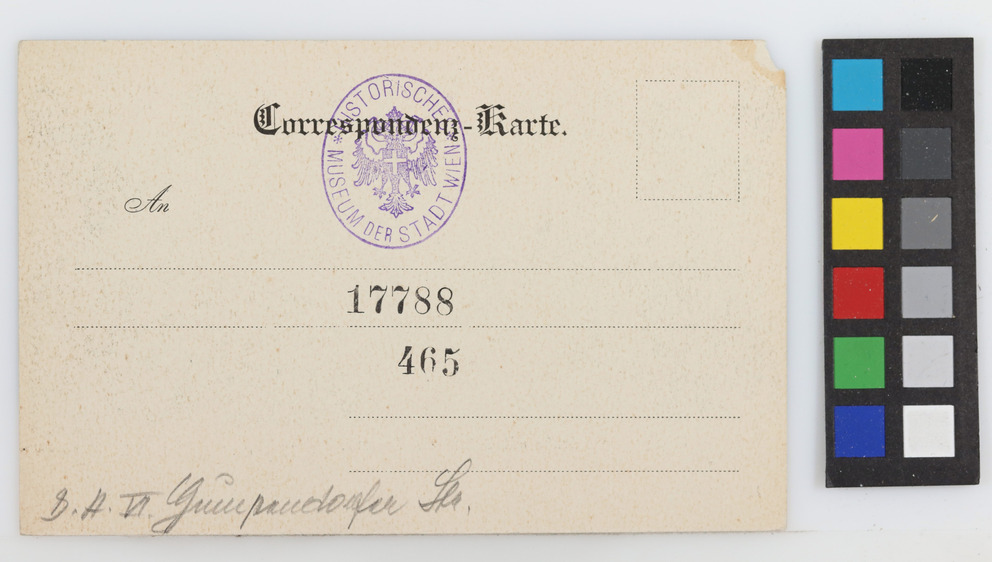 Correspondenz-Karte.
* HISTORISCHES * MUSEUM DER STADT WIEN
An
17788
465
B. A. VI. Gumpendorfer Str.